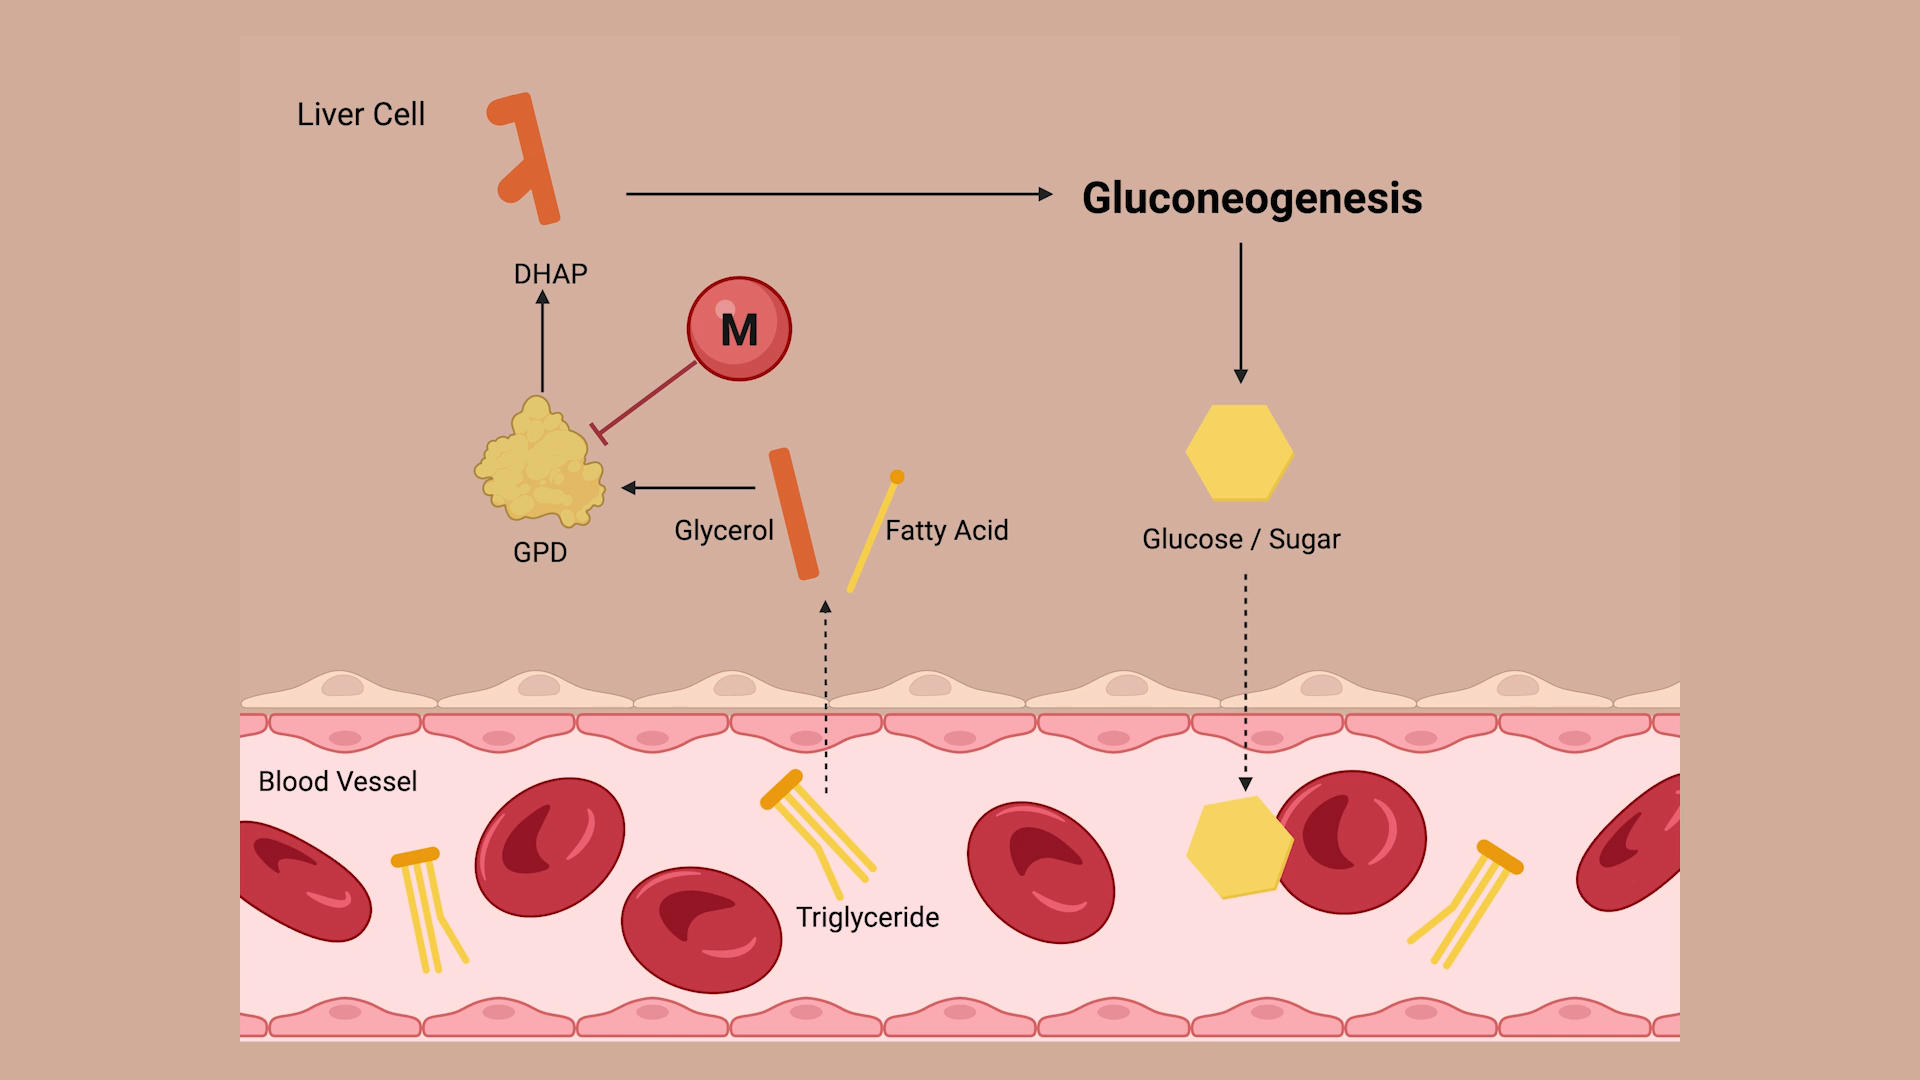 Liver Cell
Gluconeogenesis
DHAP
M
Glycerol
Fatty Acid
GPD
Glucose / Sugar
Blood Vessel
Triglyceride